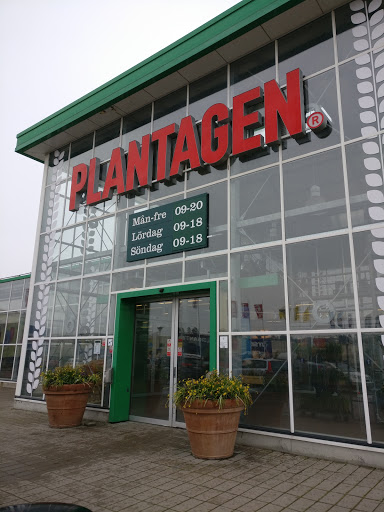 PLANTAGEN®
Mån-fre 09-20
Lördag 09-18
Söndag 09-18